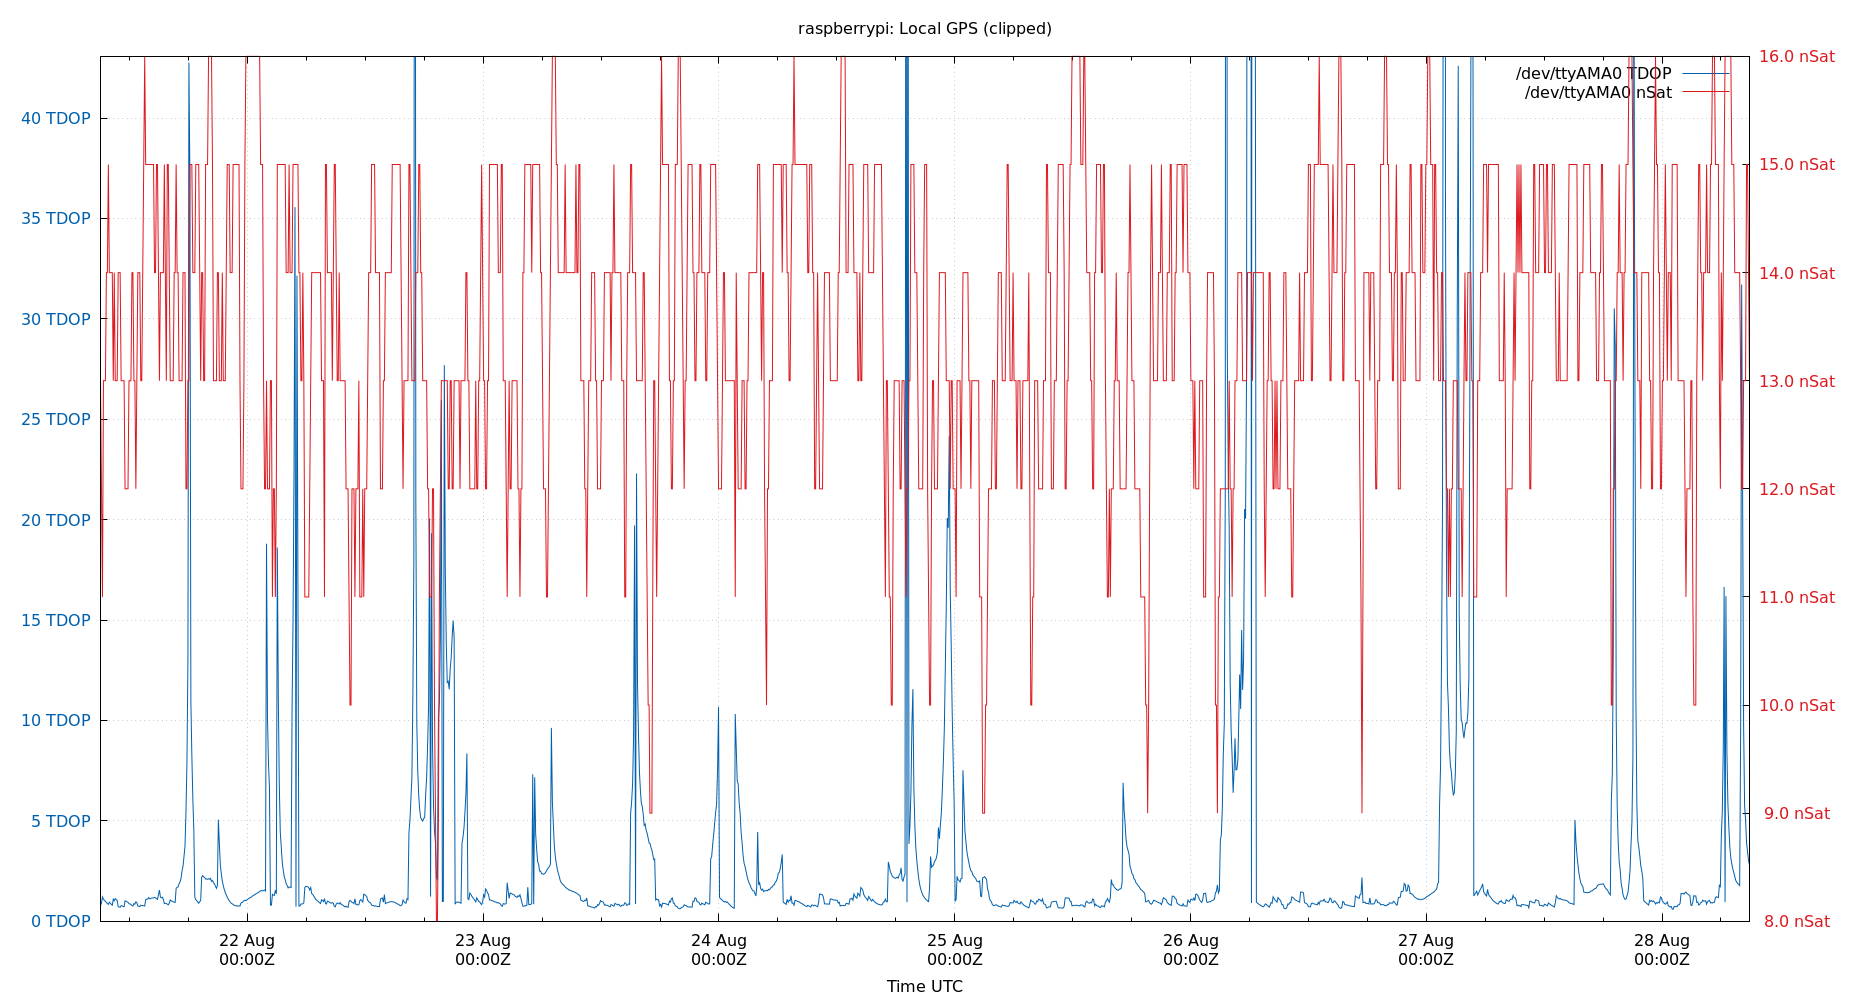 raspberrypi: Local GPS (clipped)
/dev/ttyAMA0 TDOP
/dev/ttyAMA0 nSat
40 TDOP
35 TDOP
30 TDOP
25 TDOP
20 TDOP
15 TDOP
10 TDOP
5 TDOP
0 TDOP
16.0 nSat
15.0 nSat
14.0 nSat
13.0 nSat
12.0 nSat
11.0 nSat
10.0 nSat
9.0 nSat
8.0 nSat
22 Aug 23 Aug 24 Aug 25 Aug 26 Aug 27 Aug 28 Aug
00:00Z 00:00Z 00:00Z 00:00Z 00:00Z 00:00Z 00:00Z
Time UTC